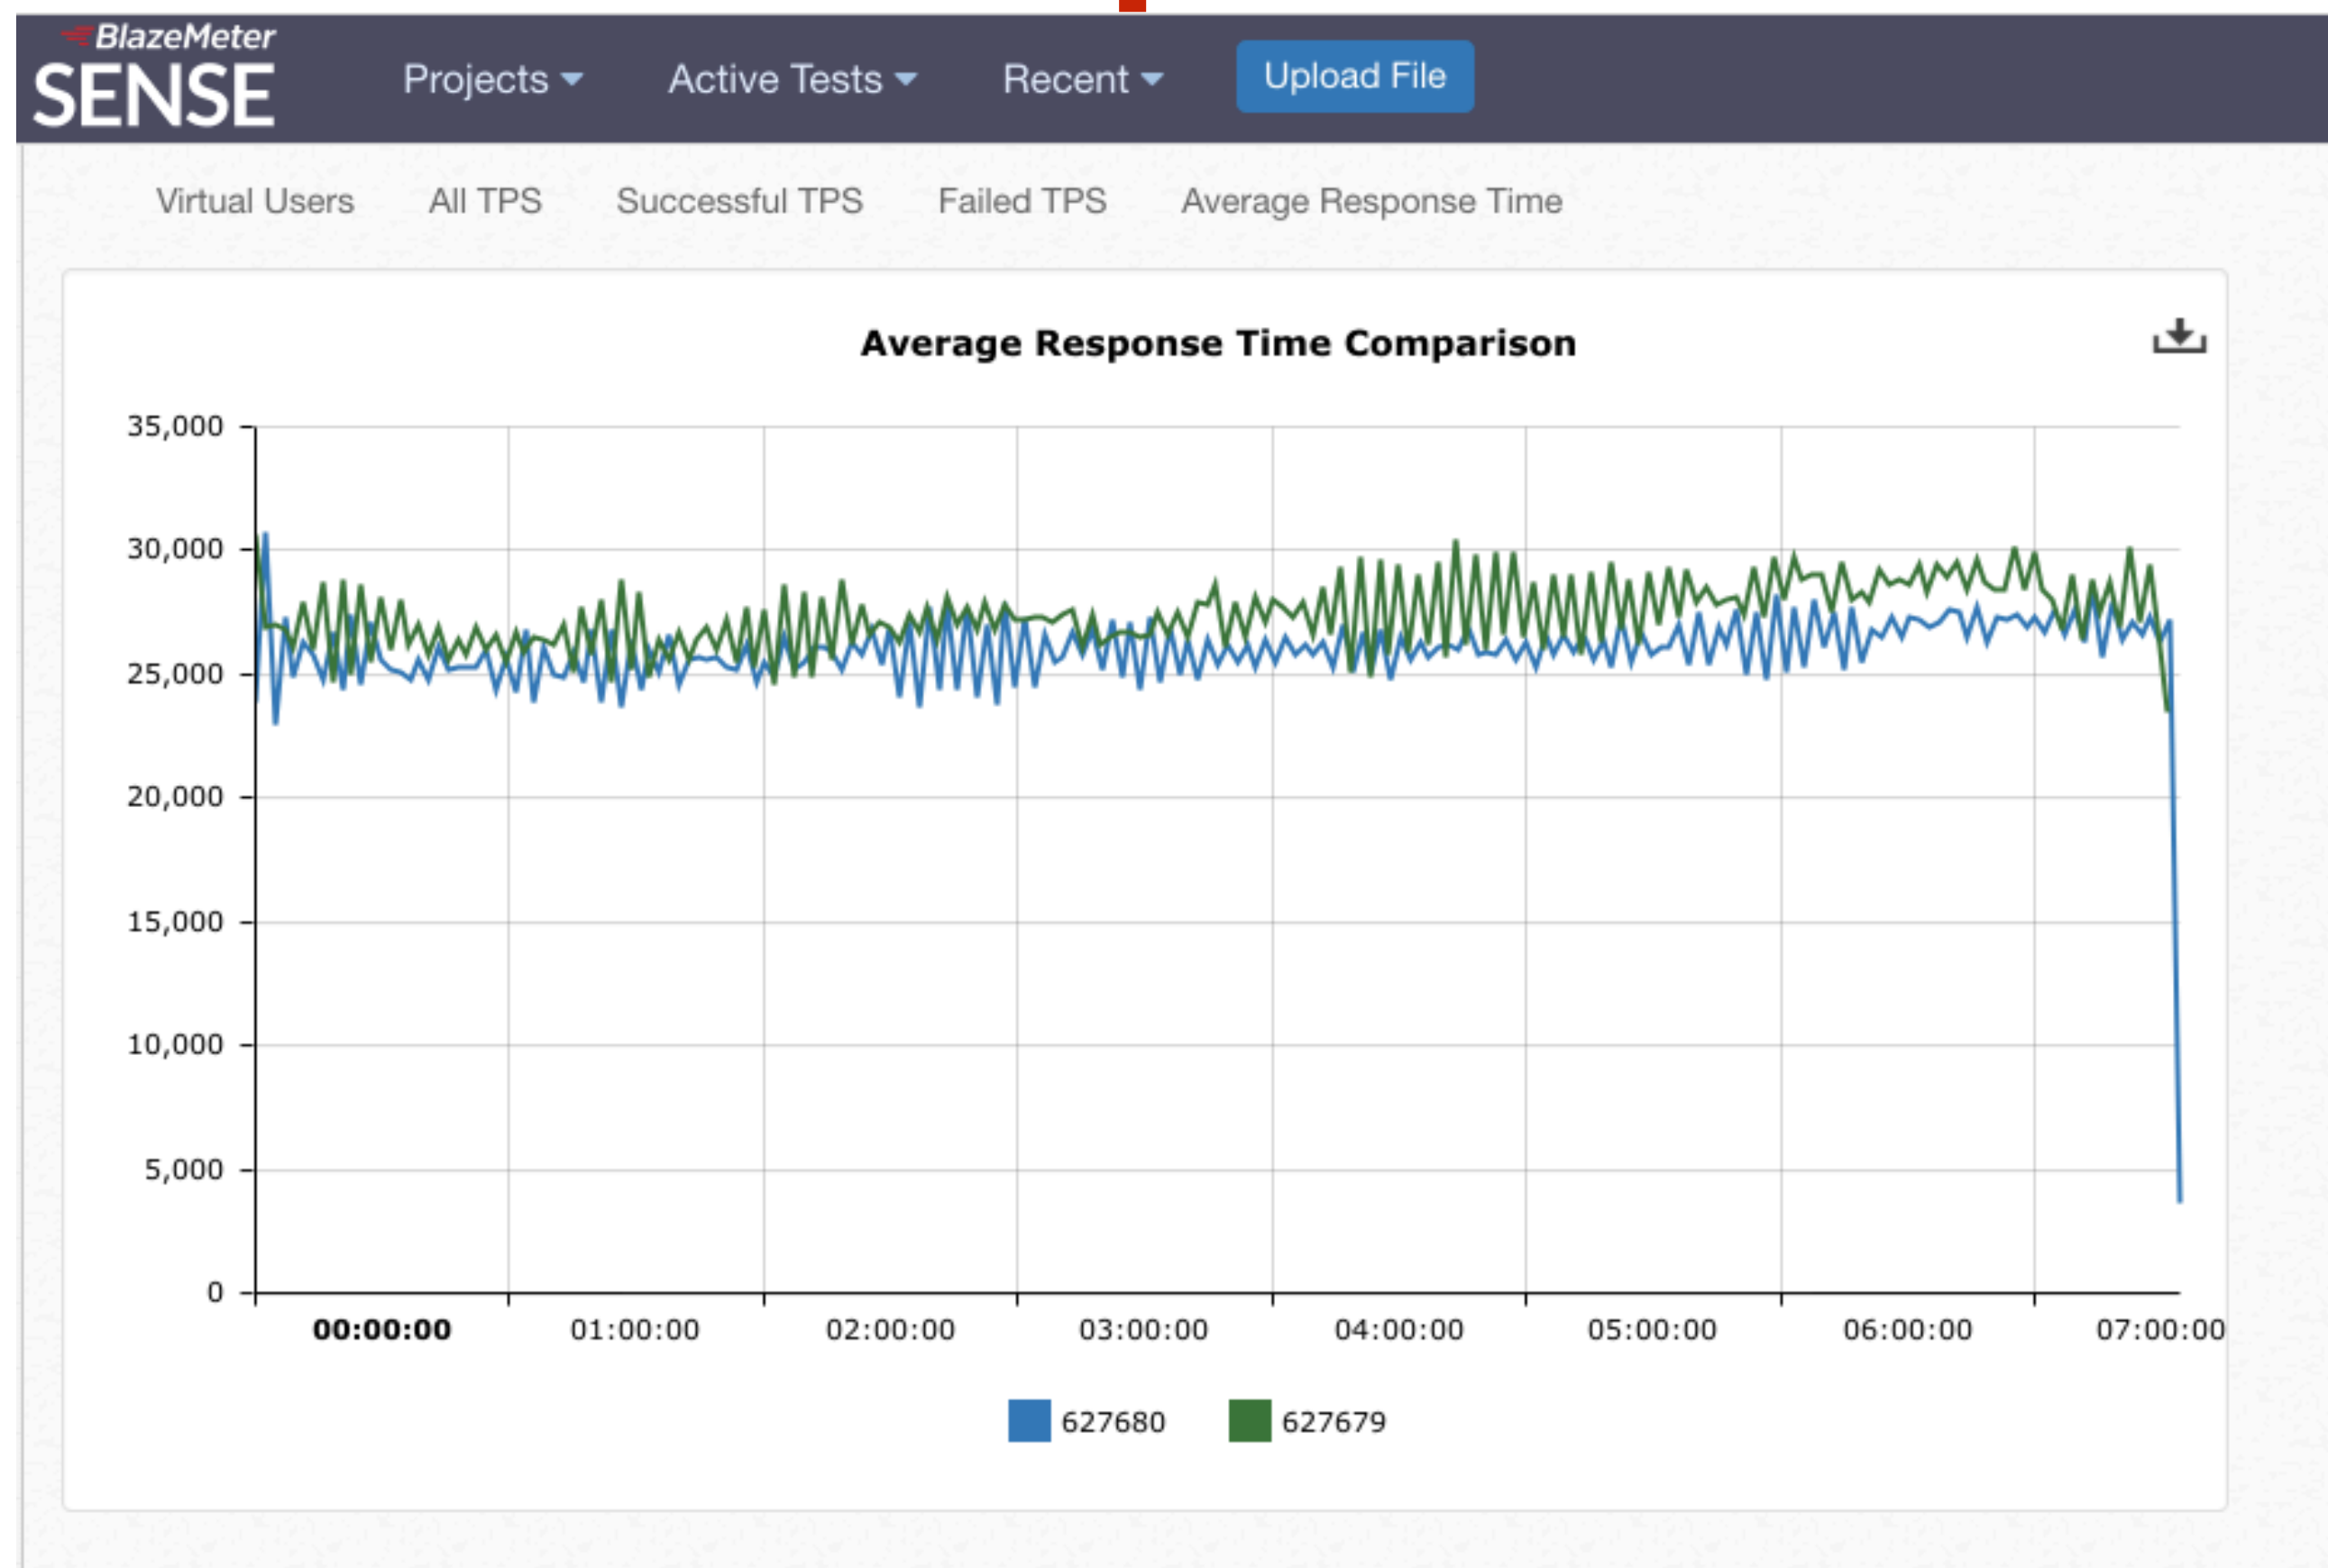 BlazeMeter
SENSE
Projects Active Tests Recent Upload File
Virtual Users All TPS Successful TPS Failed TPS Average Response Time
Average Response Time Comparison
35,000
30,000
25,000
20,000
15,000
10,000
5,000
0
00:00:00 01:00:00 02:00:00 03:00:00 04:00:00 05:00:00 06:00:00 07:00:00
627680 627679